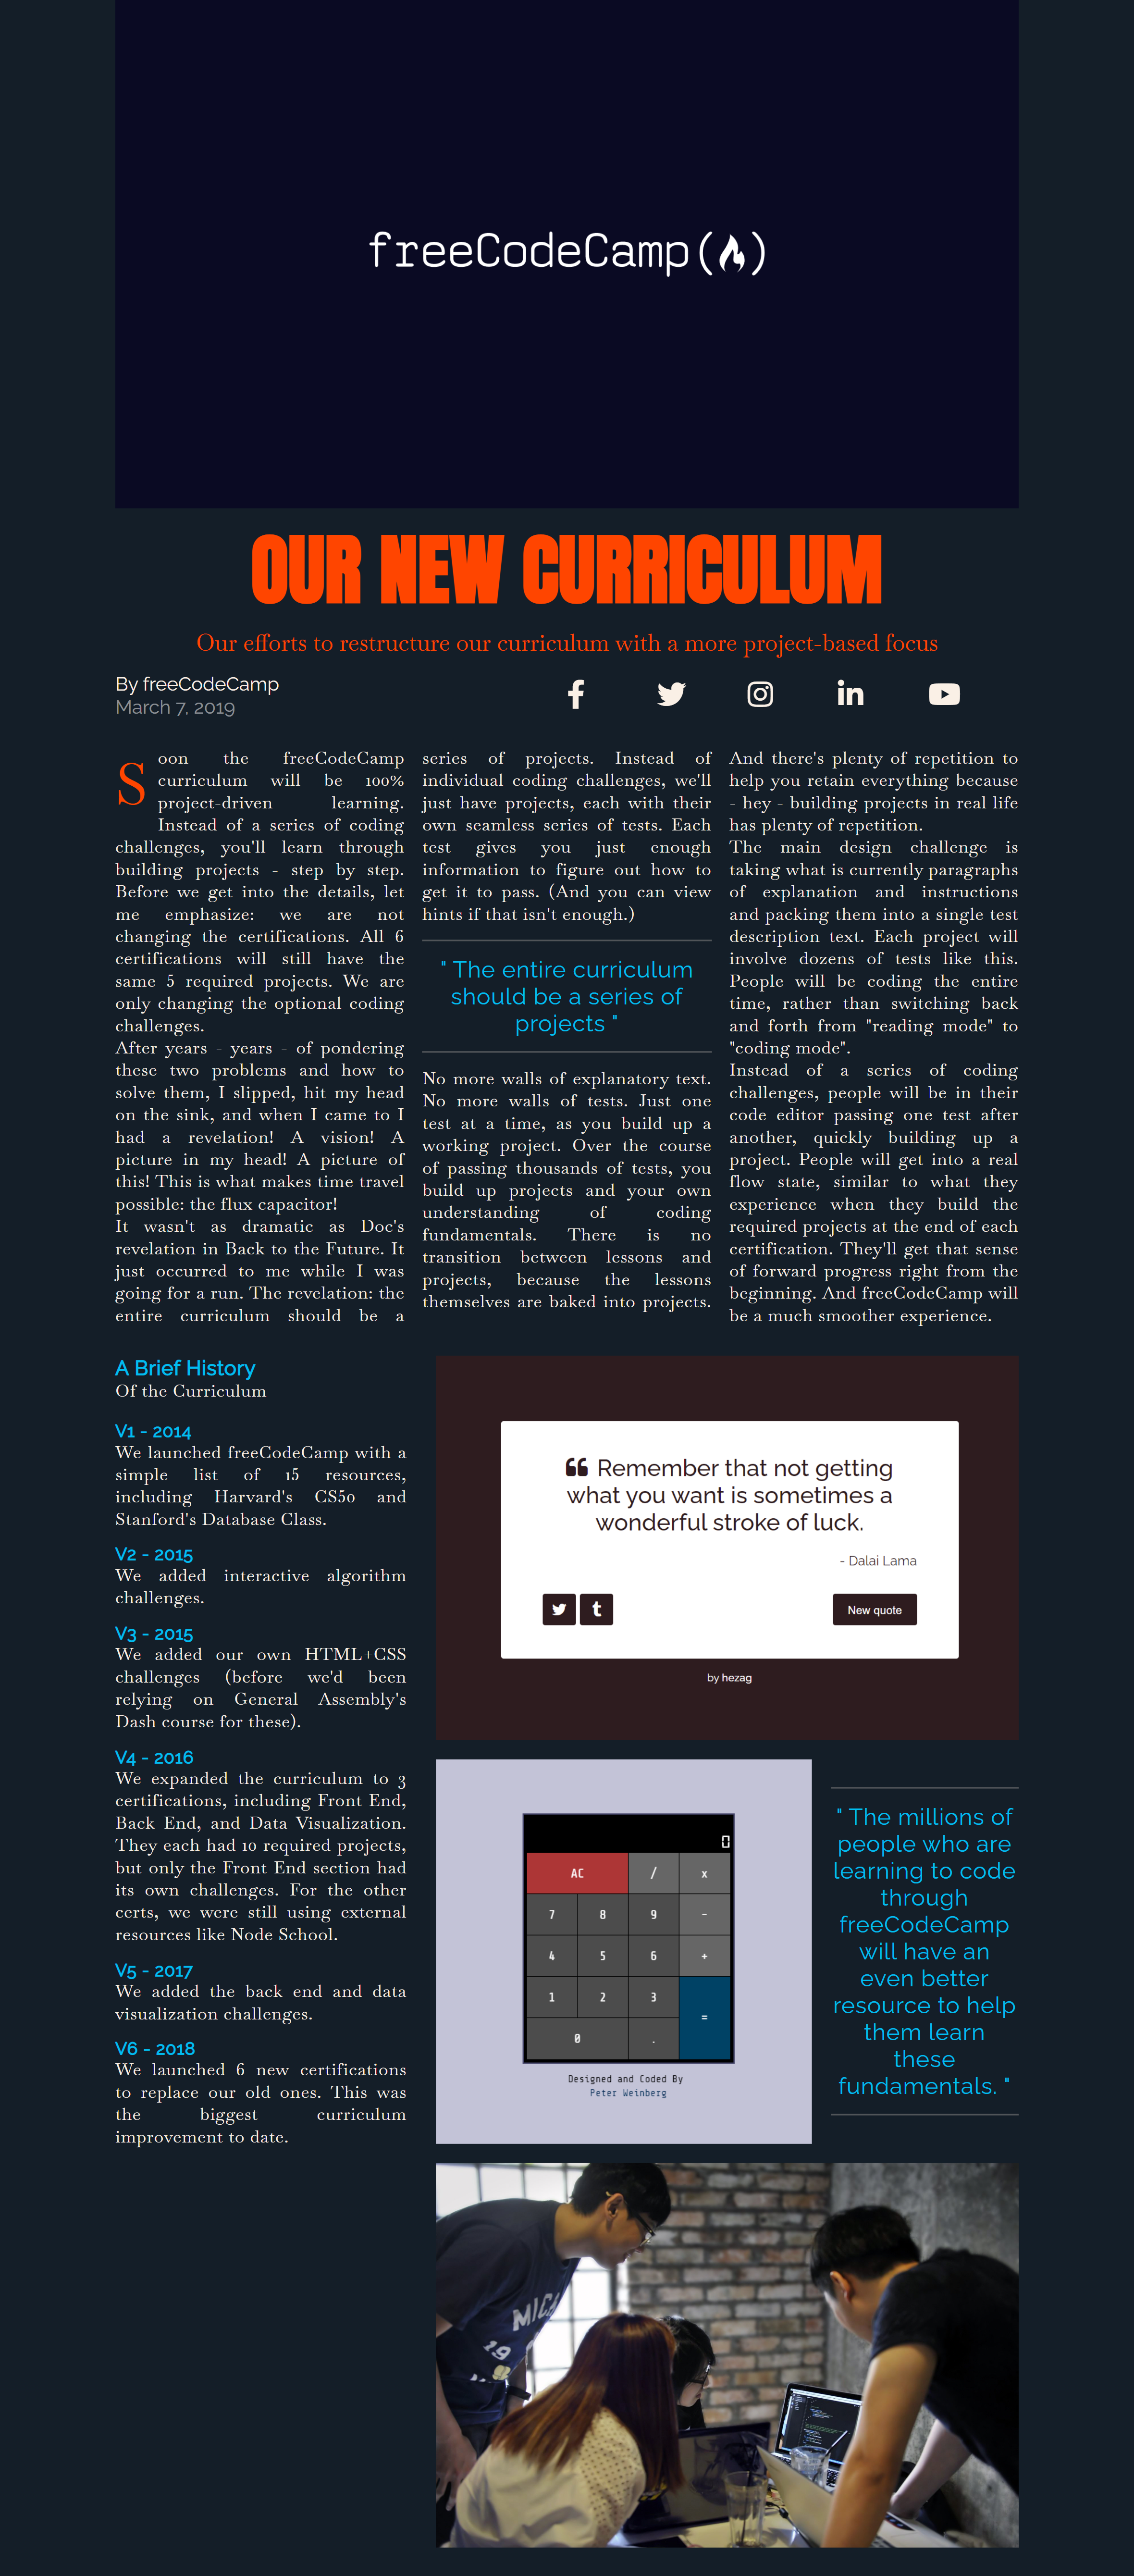 freeCodeCamp()
OUR NEW CURRICULUM
Our efforts to restructure our curriculum with a more project-based focus
By freeCodeCamp
March 7, 2019
Soon the freeCodeCamp
curriculum will be 100%
project-driven learning.
Instead of a series of coding
challenges, you'll learn through
building projects - step by step.
Before we get into the details, let
me emphasize: we are not
changing the certifications. All 6
certifications will still have the
same 5 required projects. We are
only changing the optional coding
challenges.
After years - years - of pondering
these two problems and how to
solve them, I slipped, hit my head
on the sink, and when I came to I
had a revelation! A vision! A
picture in my head! A picture of
this! This is what makes time travel
possible: the flux capacitor!
It wasn't as dramatic as Doc's
revelation in Back to the Future. It
just occurred to me while I was
going for a run. The revelation: the
entire curriculum should be a
series of projects. Instead of
individual coding challenges, we'll
just have projects, each with their
own seamless series of tests. Each
test gives you just enough
information to figure out how to
get it to pass. (And you can view
hints if that isn't enough.)
" The entire curriculum
should be a series of
projects "
No more walls of explanatory text.
No more walls of tests. Just one
test at a time, as you build up a
working project. Over the course
of passing thousands of tests, you
build up projects and your own
understanding of coding
fundamentals. There is no
transition between lessons and
projects, because the lessons
themselves are baked into projects.
And there's plenty of repetition to
help you retain everything because
- hey - building projects in real life
has plenty of repetition.
The main design challenge is
taking what is currently paragraphs
of explanation and instructions
and packing them into a single test
description text. Each project will
involve dozens of tests like this.
People will be coding the entire
time, rather than switching back
and forth from "reading mode" to
"coding mode".
Instead of a series of coding
challenges, people will be in their
code editor passing one test after
another, quickly building up a
project. People will get into a real
flow state, similar to what they
experience when they build the
required projects at the end of each
certification. They'll get that sense
of forward progress right from the
beginning. And freeCodeCamp will
be a much smoother experience.
A Brief History
Of the Curriculum
V1 - 2014
We launched freeCodeCamp with a
simple list of 15 resources,
including Harvard's CS50 and
Stanford's Database Class.
V2 - 2015
We added interactive algorithm
challenges.
V3 - 2015
We added our own HTML+CSS
challenges (before we'd been
relying on General Assembly's
Dash course for these).
V4 - 2016
We expanded the curriculum to 3
certifications, including Front End,
Back End, and Data Visualization.
They each had 10 required projects,
but only the Front End section had
its own challenges. For the other
certs, we were still using external
resources like Node School.
V5 - 2017
We added the back end and data
visualization challenges.
V6 - 2018
We launched 6 new certifications
to replace our old ones. This was
the biggest curriculum
improvement to date.
“ Remember that not getting
what you want is sometimes a
wonderful stroke of luck.
- Dalai Lama
New quote
by hezag
0
AC / x
7 8 9 -
4 5 6 +
1 2 3 =
0 .
Designed and Coded By
Peter Weinberg
" The millions of
people who are
learning to code
through
freeCodeCamp
will have an
even better
resource to help
them learn
these
fundamentals. "
19